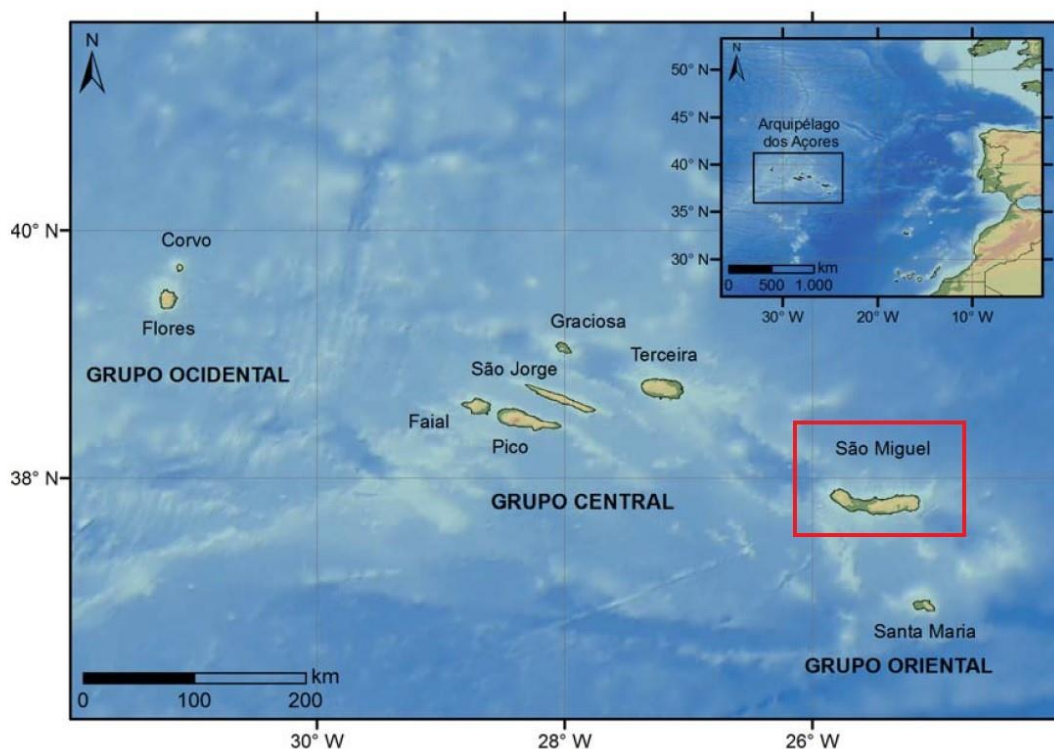 N
40° N
38° N
30° W
28° W
26° W
Corvo
Flores
GRUPO OCIDENTAL
Graciosa
São Jorge
Terceira
Faial
Pico
GRUPO CENTRAL
São Miguel
Santa Maria
GRUPO ORIENTAL
km
0
100
200
N
50° N
45° N
40° N
35° N
30° N
Arquipélago
dos Açores
km
0
500
1.000
30° W
20° W
10° W